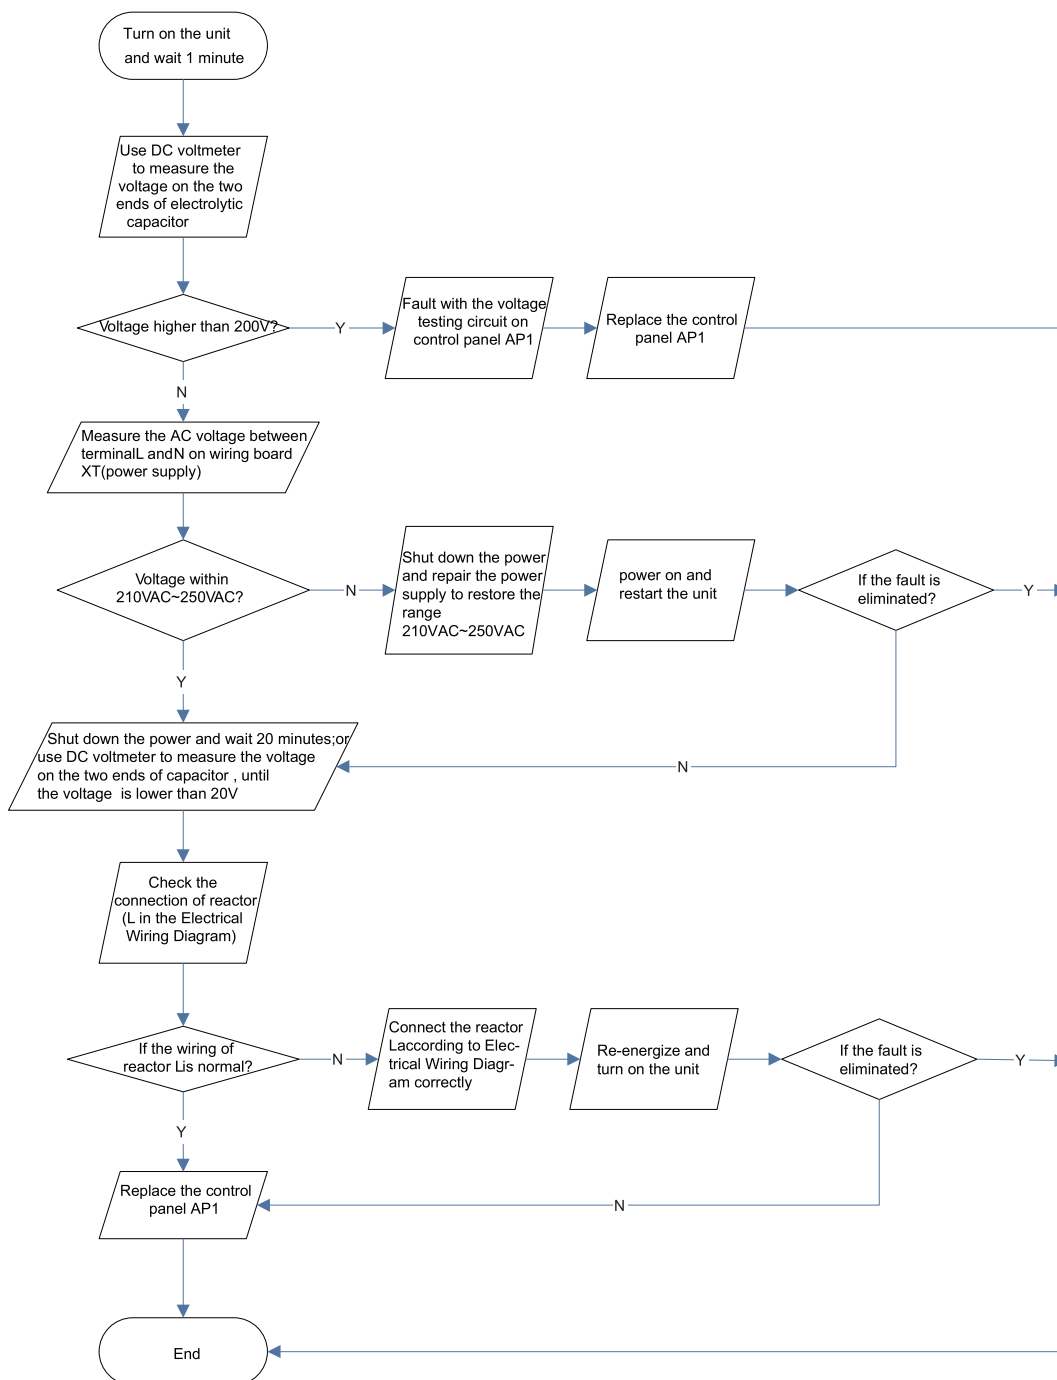 Turn on the unit
and wait 1 minute
Use DC voltmeter
to measure the
voltage on the two
ends of electrolytic
capacitor
Voltage higher than 200V?
Y
Fault with the voltage
testing circuit on
control panel AP1
Replace the control
panel AP1
N
Measure the AC voltage between
terminalL andN on wiring board
XT(power supply)
Voltage within
210VAC~250VAC?
N
Shut down the power
and repair the power
supply to restore the
range
210VAC~250VAC
power on and
restart the unit
If the fault is
eliminated?
Y
Y
Shut down the power and wait 20 minutes;or
use DC voltmeter to measure the voltage
on the two ends of capacitor , until
the voltage  is lower than 20V
N
Check the
connection of reactor
(L in the Electrical
Wiring Diagram)
If the wiring of
reactor Lis normal?
N
Connect the reactor
Laccording to Elec-
trical Wiring Diagr-
am correctly
Re-energize and
turn on the unit
If the fault is
eliminated?
Y
Y
Replace the control
panel AP1
N
End